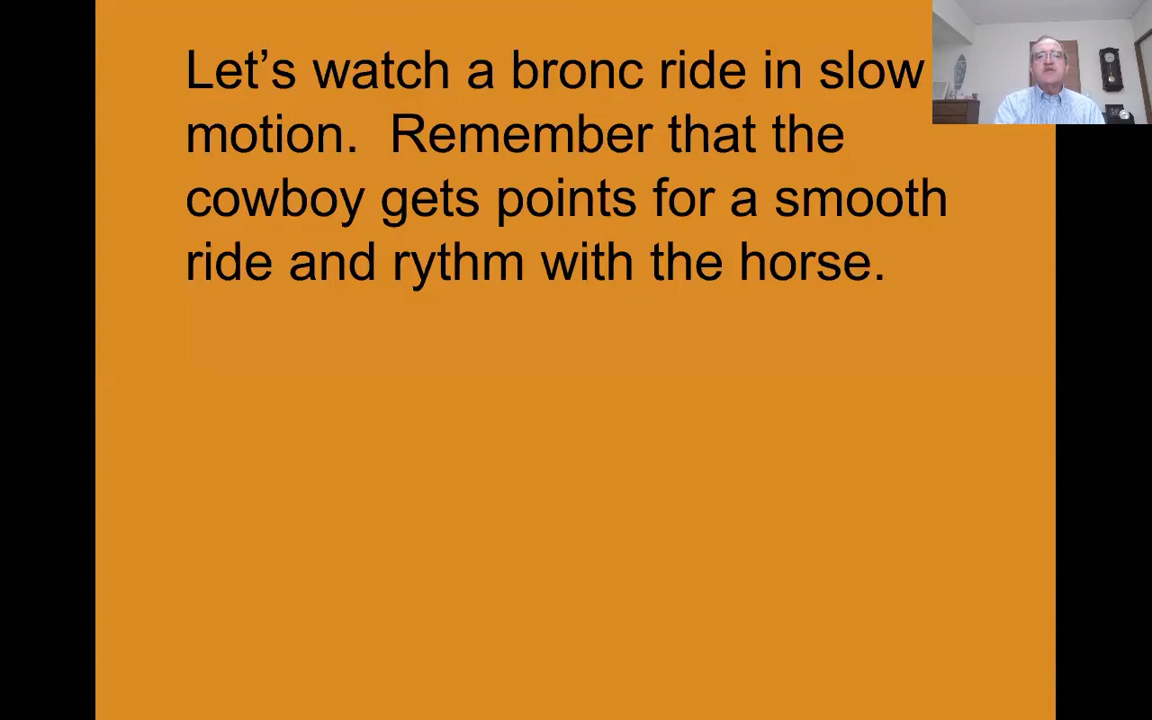 Let’s watch a bronc ride in slow
motion.  Remember that the
cowboy gets points for a smooth
ride and rythm with the horse.